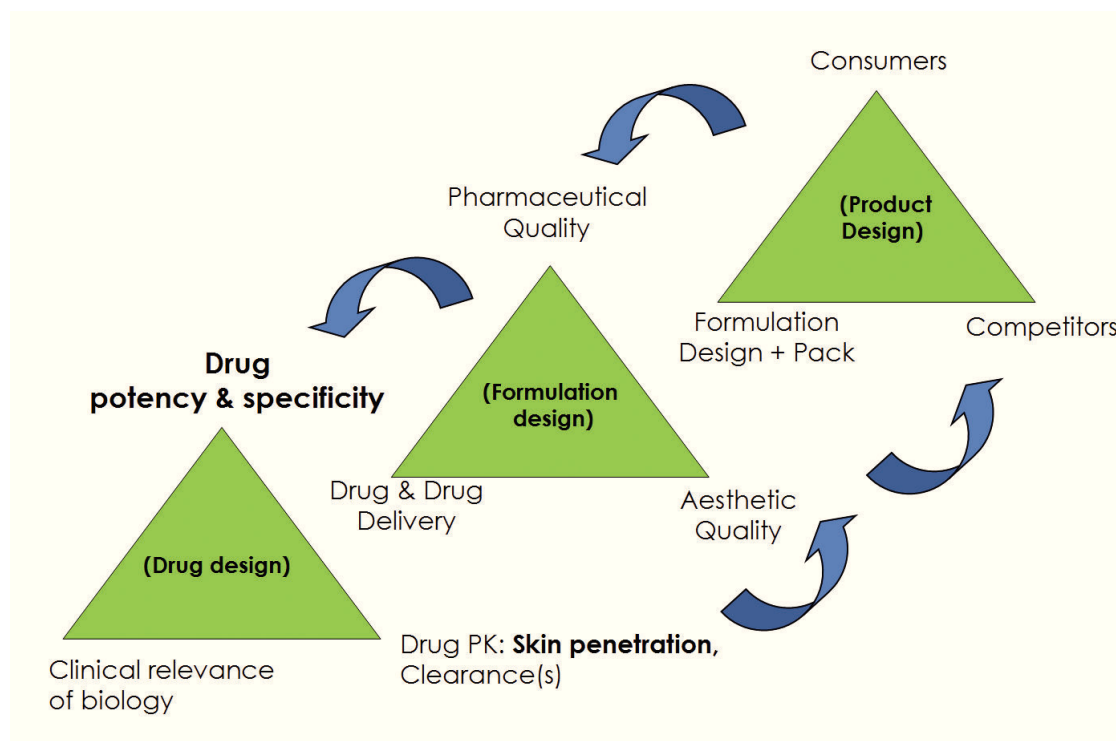 Consumers
(Product
Design)
Formulation
Design + Pack
Competitors
Pharmaceutical
Quality
(Formulation
design)
Drug & Drug
Delivery
Aesthetic
Quality
Drug
potency & specificity
(Drug design)
Clinical relevance
of biology
Drug PK: Skin penetration,
Clearance(s)